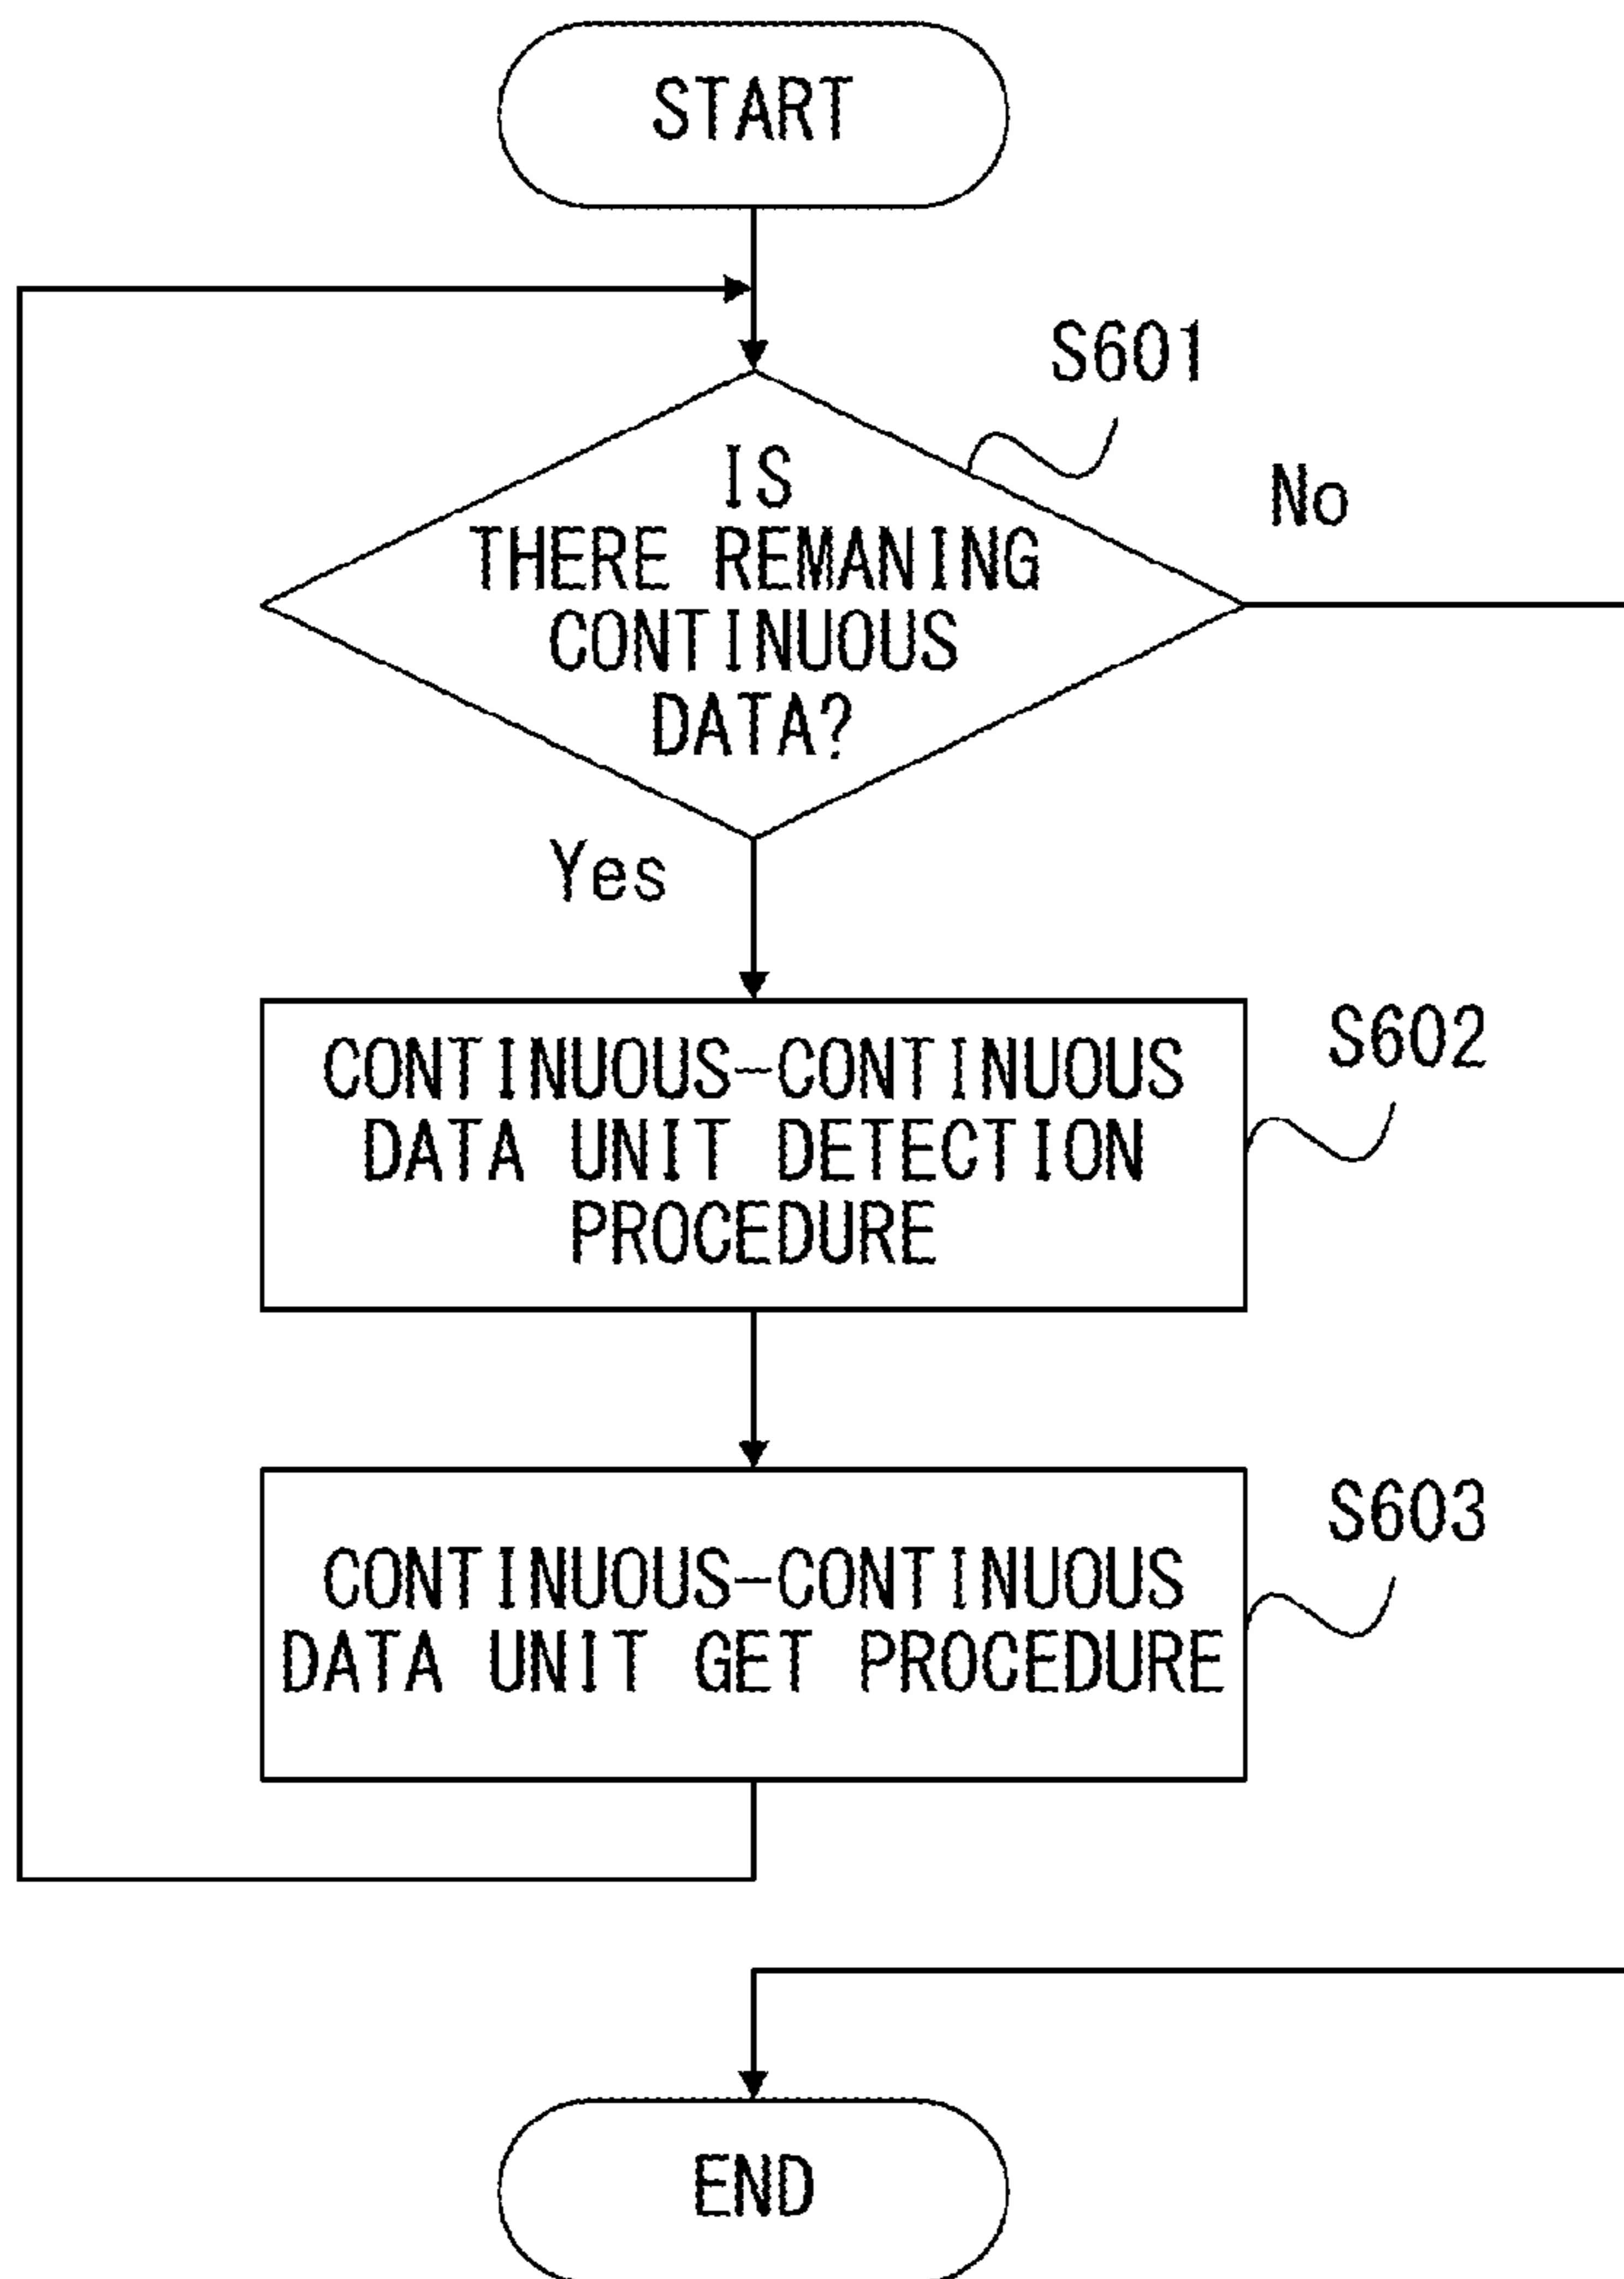 START
S601
IS
THERE REMANING
CONTINUOUS
DATA?
No
Yes
CONTINUOUS-CONTINUOUS
DATA UNIT DETECTION
PROCEDURE
S602
CONTINUOUS-CONTINUOUS
DATA UNIT GET PROCEDURE
S603
END